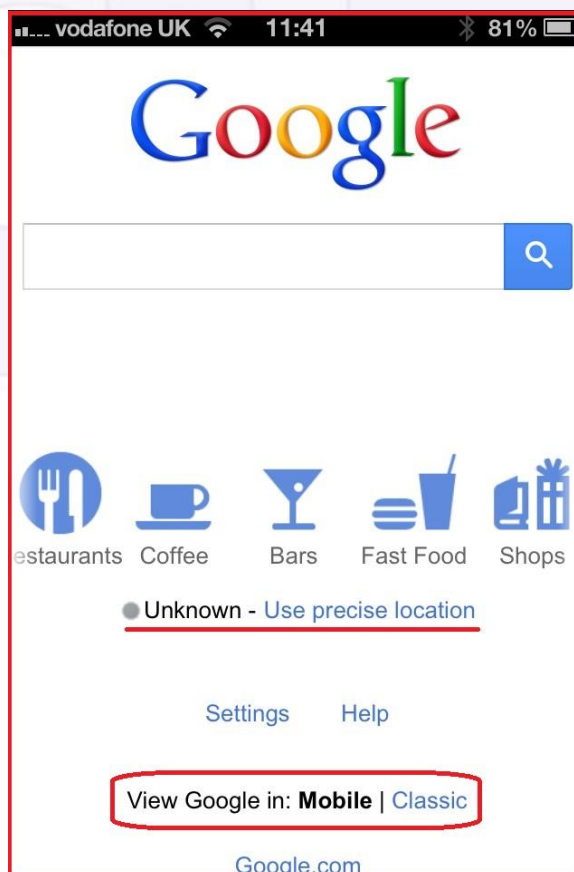 vodafone UK 11:41 81%
Google
estaurants Coffee Bars Fast Food Shops
Unknown - Use precise location
Settings Help
View Google in: Mobile | Classic
Google.com